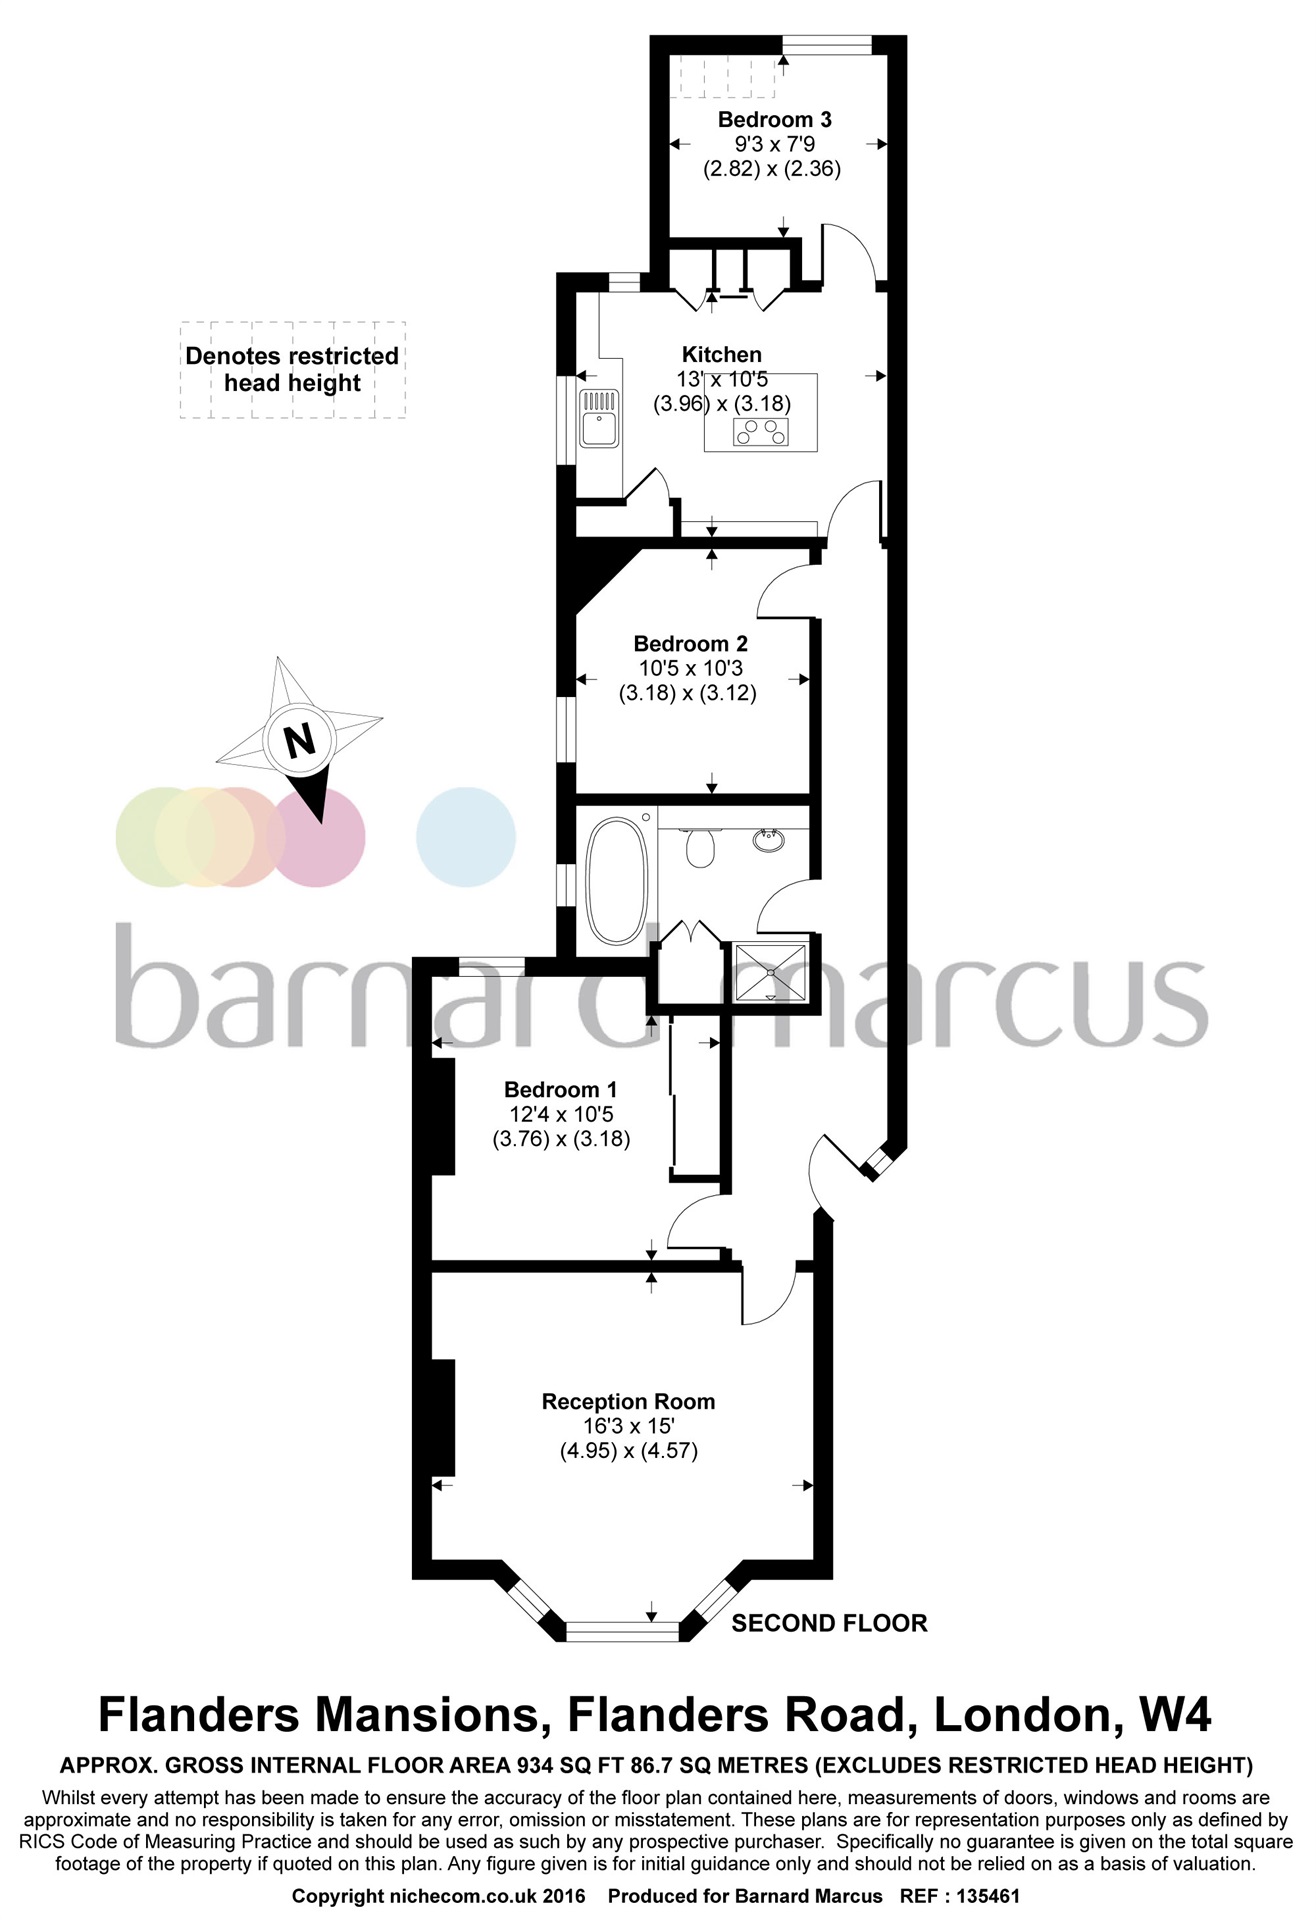 Bedroom 3
9'3 x 7'9
(2.82) x (2.36)
Denotes restricted
head height
Kitchen
13' x 10'5
(3.96) x (3.18)
Bedroom 2
10'5 x 10'3
(3.18) x (3.12)
N
barnard marcus
Bedroom 1
12'4 x 10'5
(3.76) x (3.18)
Reception Room
16'3 x 15'
(4.95) x (4.57)
SECOND FLOOR
Flanders Mansions, Flanders Road, London, W4
APPROX. GROSS INTERNAL FLOOR AREA 934 SQ FT 86.7 SQ METRES (EXCLUDES RESTRICTED HEAD HEIGHT)
Whilst every attempt has been made to ensure the accuracy of the floor plan contained here, measurements of doors, windows and rooms are
approximate and no responsibility is taken for any error, omission or misstatement. These plans are for representation purposes only as defined by
RICS Code of Measuring Practice and should be used as such by any prospective purchaser. Specifically no guarantee is given on the total square
footage of the property if quoted on this plan. Any figure given is for initial guidance only and should not be relied on as a basis of valuation.
Copyright nichecom.co.uk 2016 Produced for Barnard Marcus REF : 135461